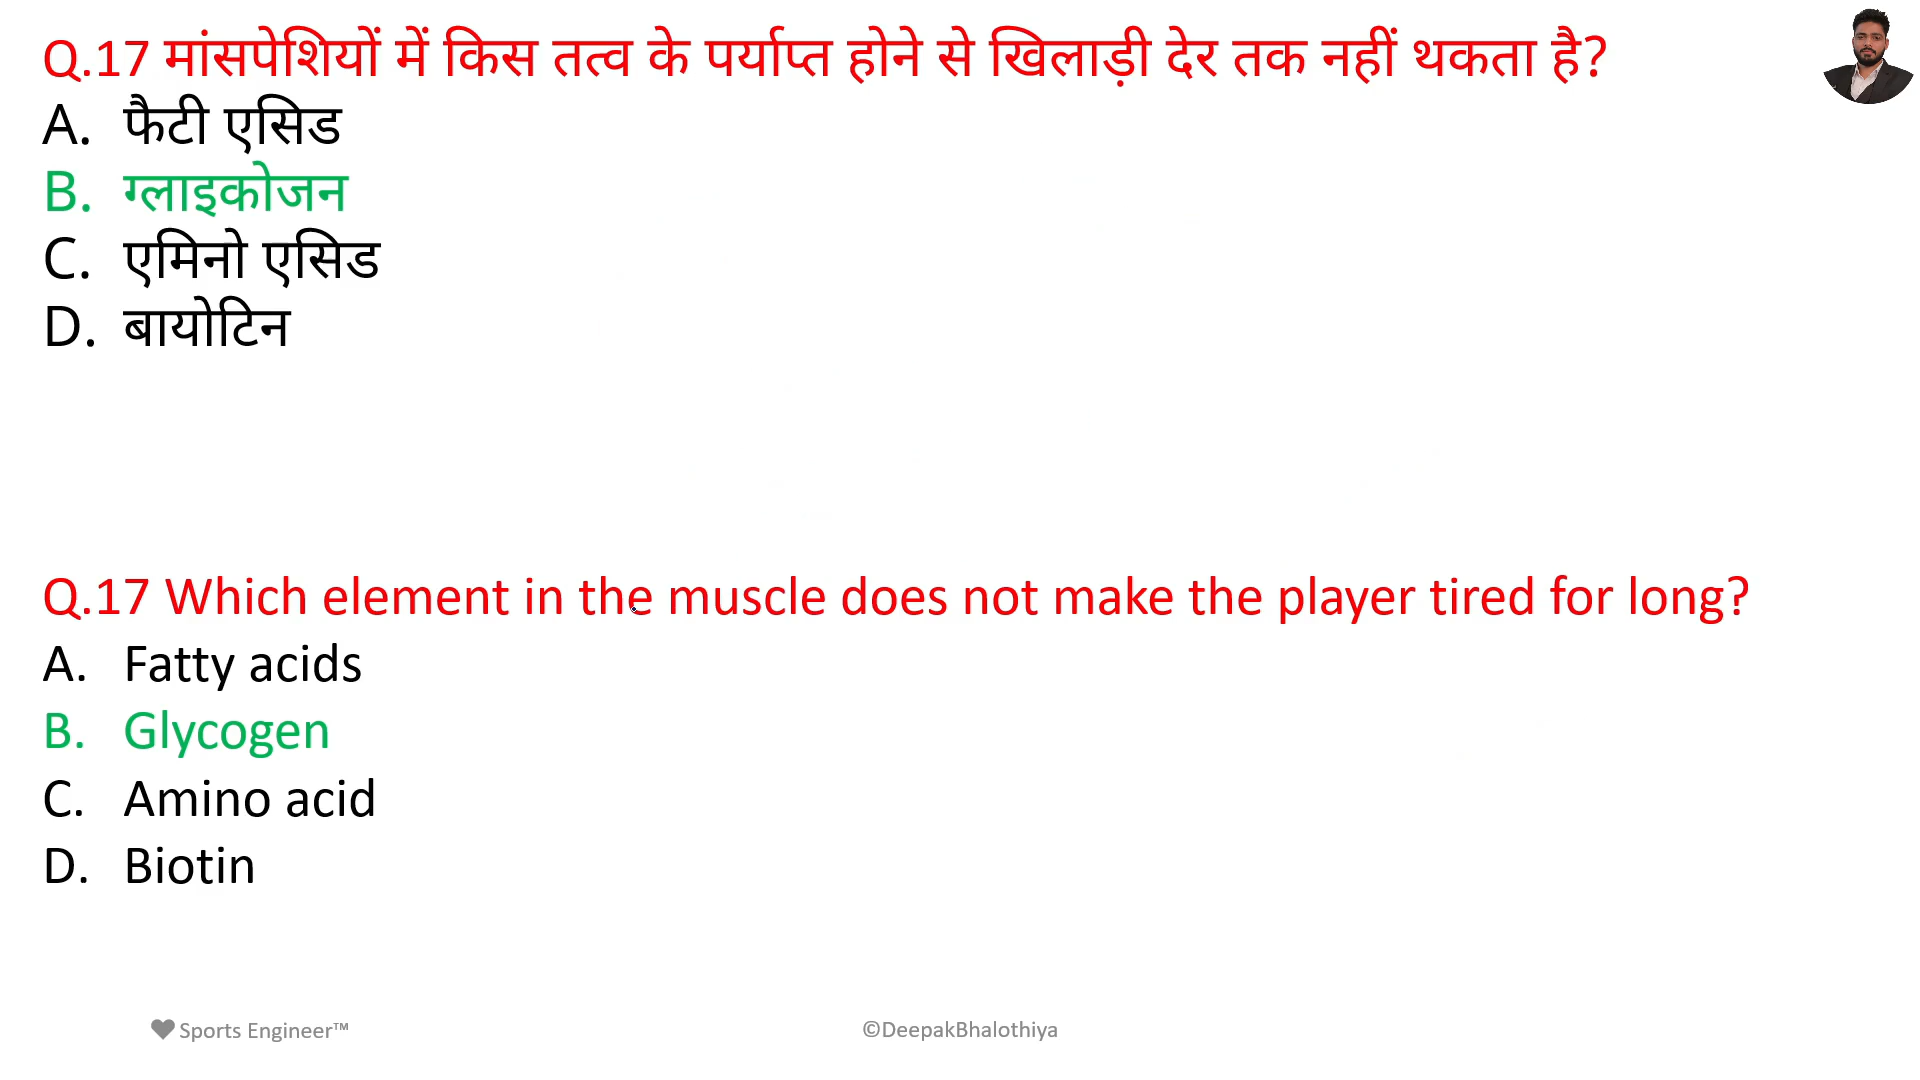 Q.17 मांसपेशियों में किस तत्व के पर्याप्त होने से खिलाड़ी देर तक नहीं थकता है?
A. फैटी एसिड
B. ग्लाइकोजन
C. एमिनो एसिड
D. बायोटिन
Q.17 Which element in the muscle does not make the player tired for long?
A. Fatty acids
B. Glycogen
C. Amino acid
D. Biotin
Sports Engineer™
©DeepakBhalothiya